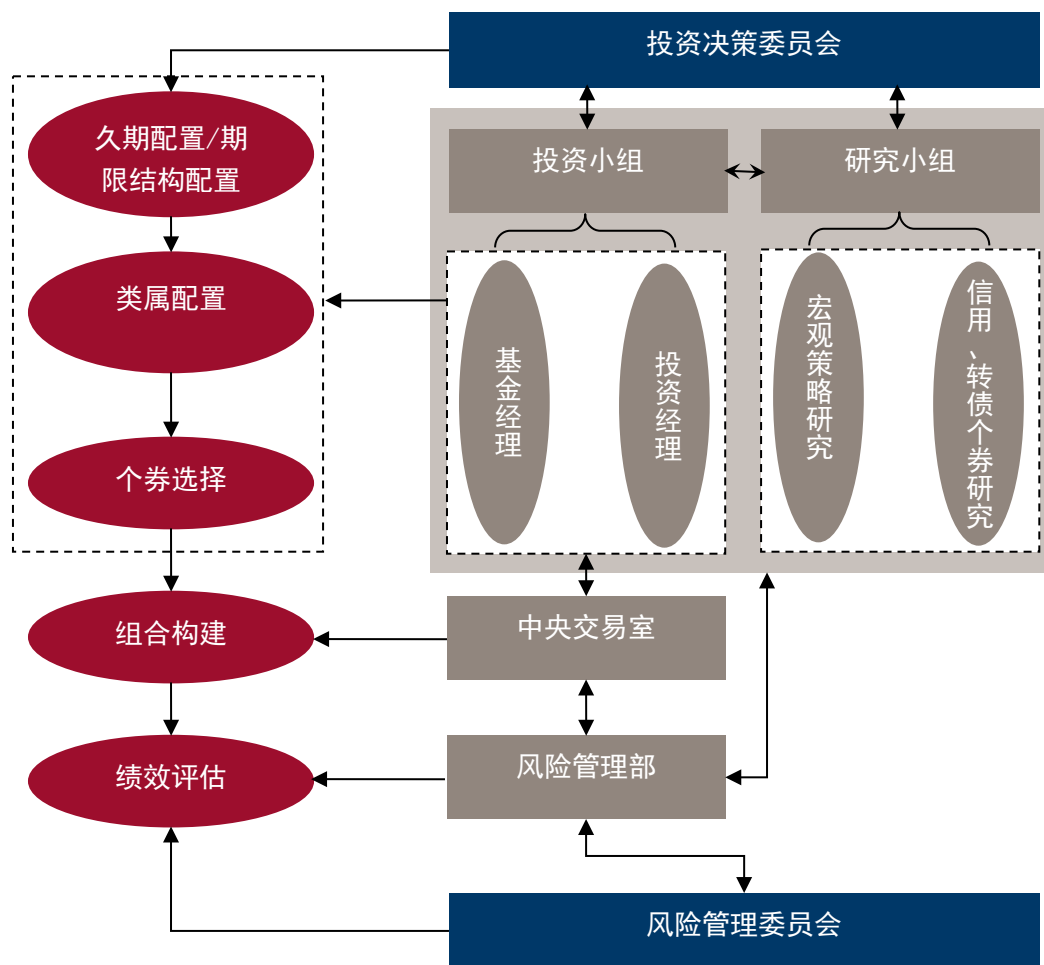 投资决策委员会
久期配置/期
限结构配置
投资小组
研究小组
类属配置
基金经理
投资经理
宏观策略研究
信用、转债个券研究
个券选择
组合构建
中央交易室
绩效评估
风险管理部
风险管理委员会